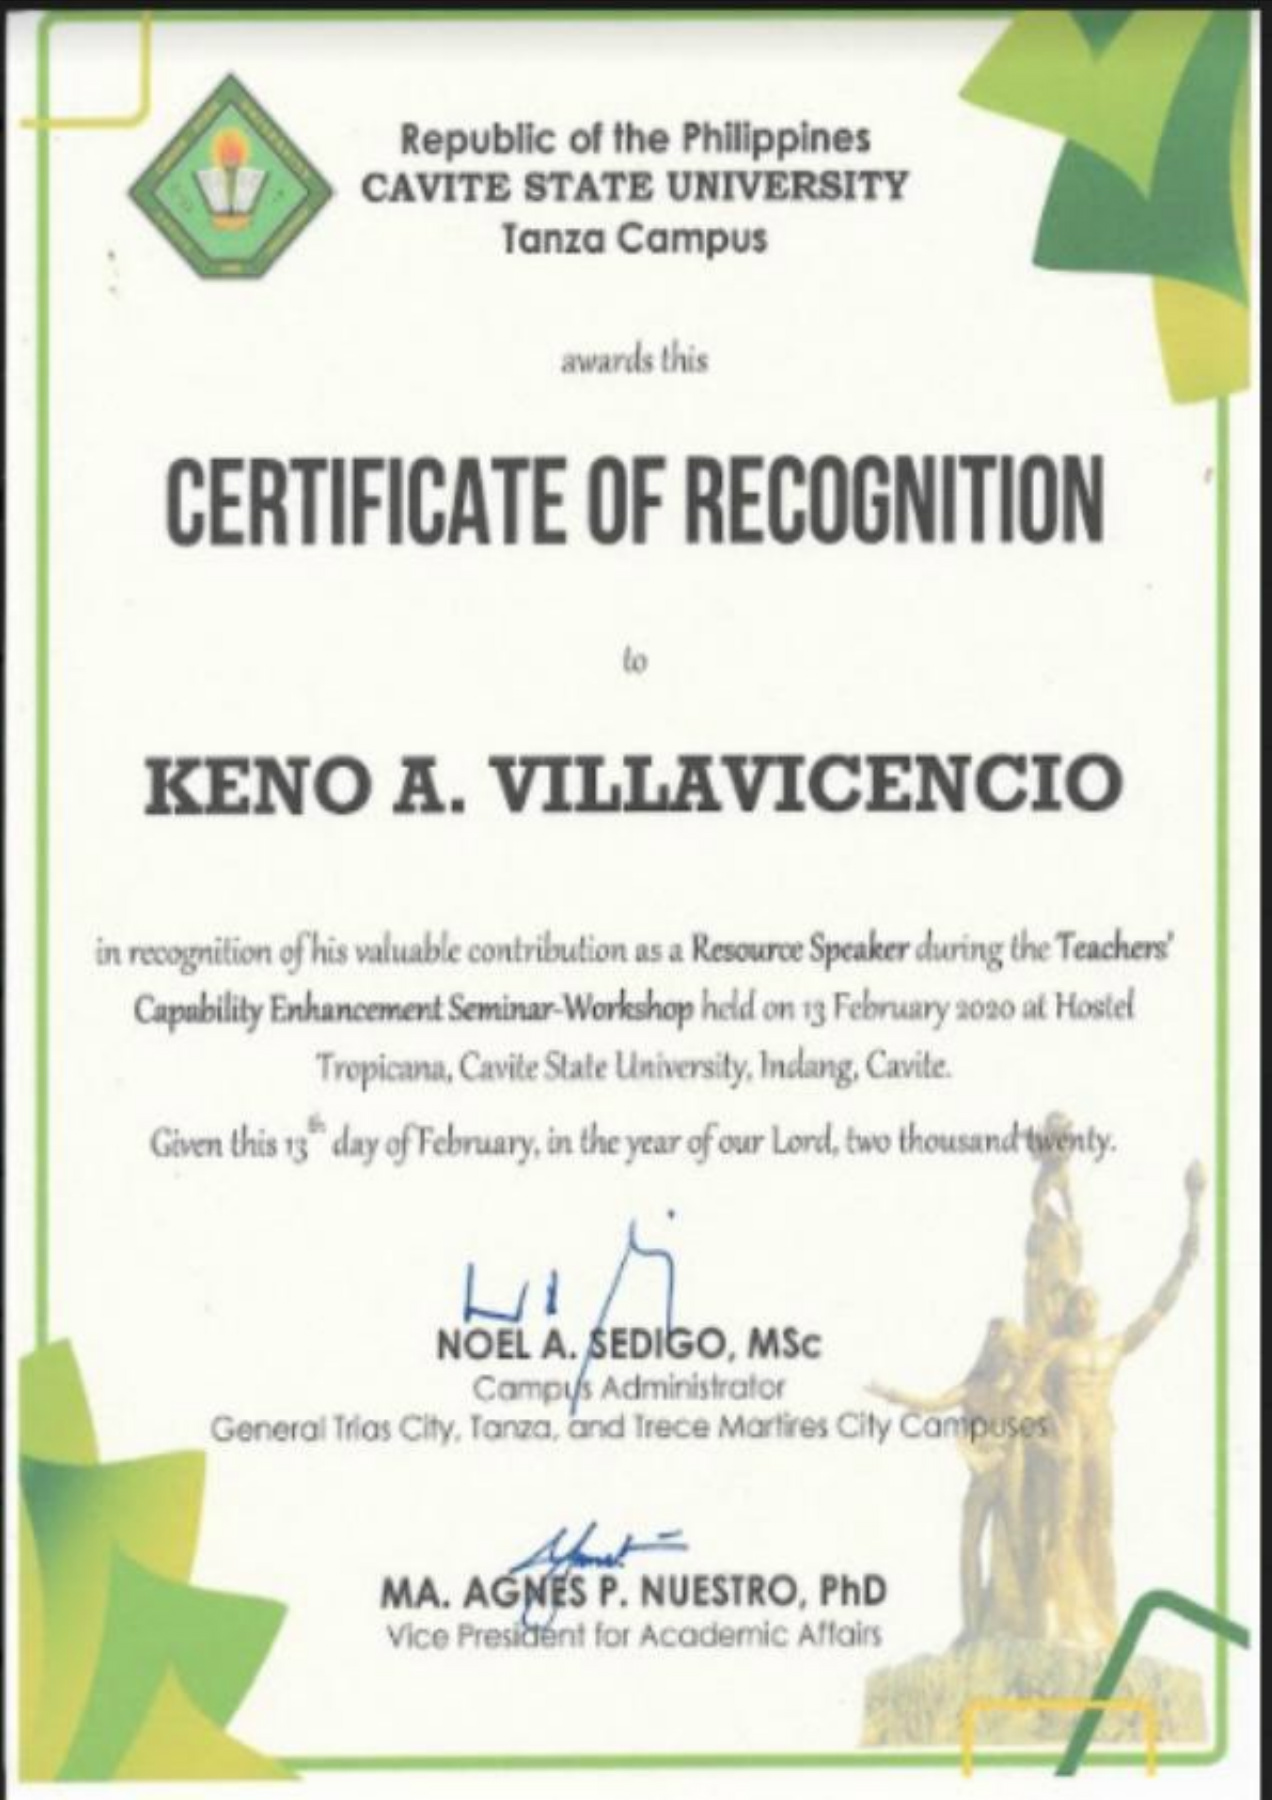 Republic of the Philippines
CAVITE STATE UNIVERSITY
Tanza Campus
awards this
CERTIFICATE OF RECOGNITION
to
KENO A. VILLAVICENCIO
in recognition of his valuable contribution as a Resource Speaker during the Teachers'
Capability Enhancement Seminar-Workshop held on 13 February 2020 at Hostel
Tropicana, Cavite State University, Indang, Cavite.
Given this 13th day of February, in the year of our Lord, two thousand twenty.
NOEL A. SEDIGO, MSc
Campus Administrator
General Trias City, Tanza, and Trece Martires City Campuses
MA. AGNES P. NUESTRO, PhD
Vice President for Academic Affairs